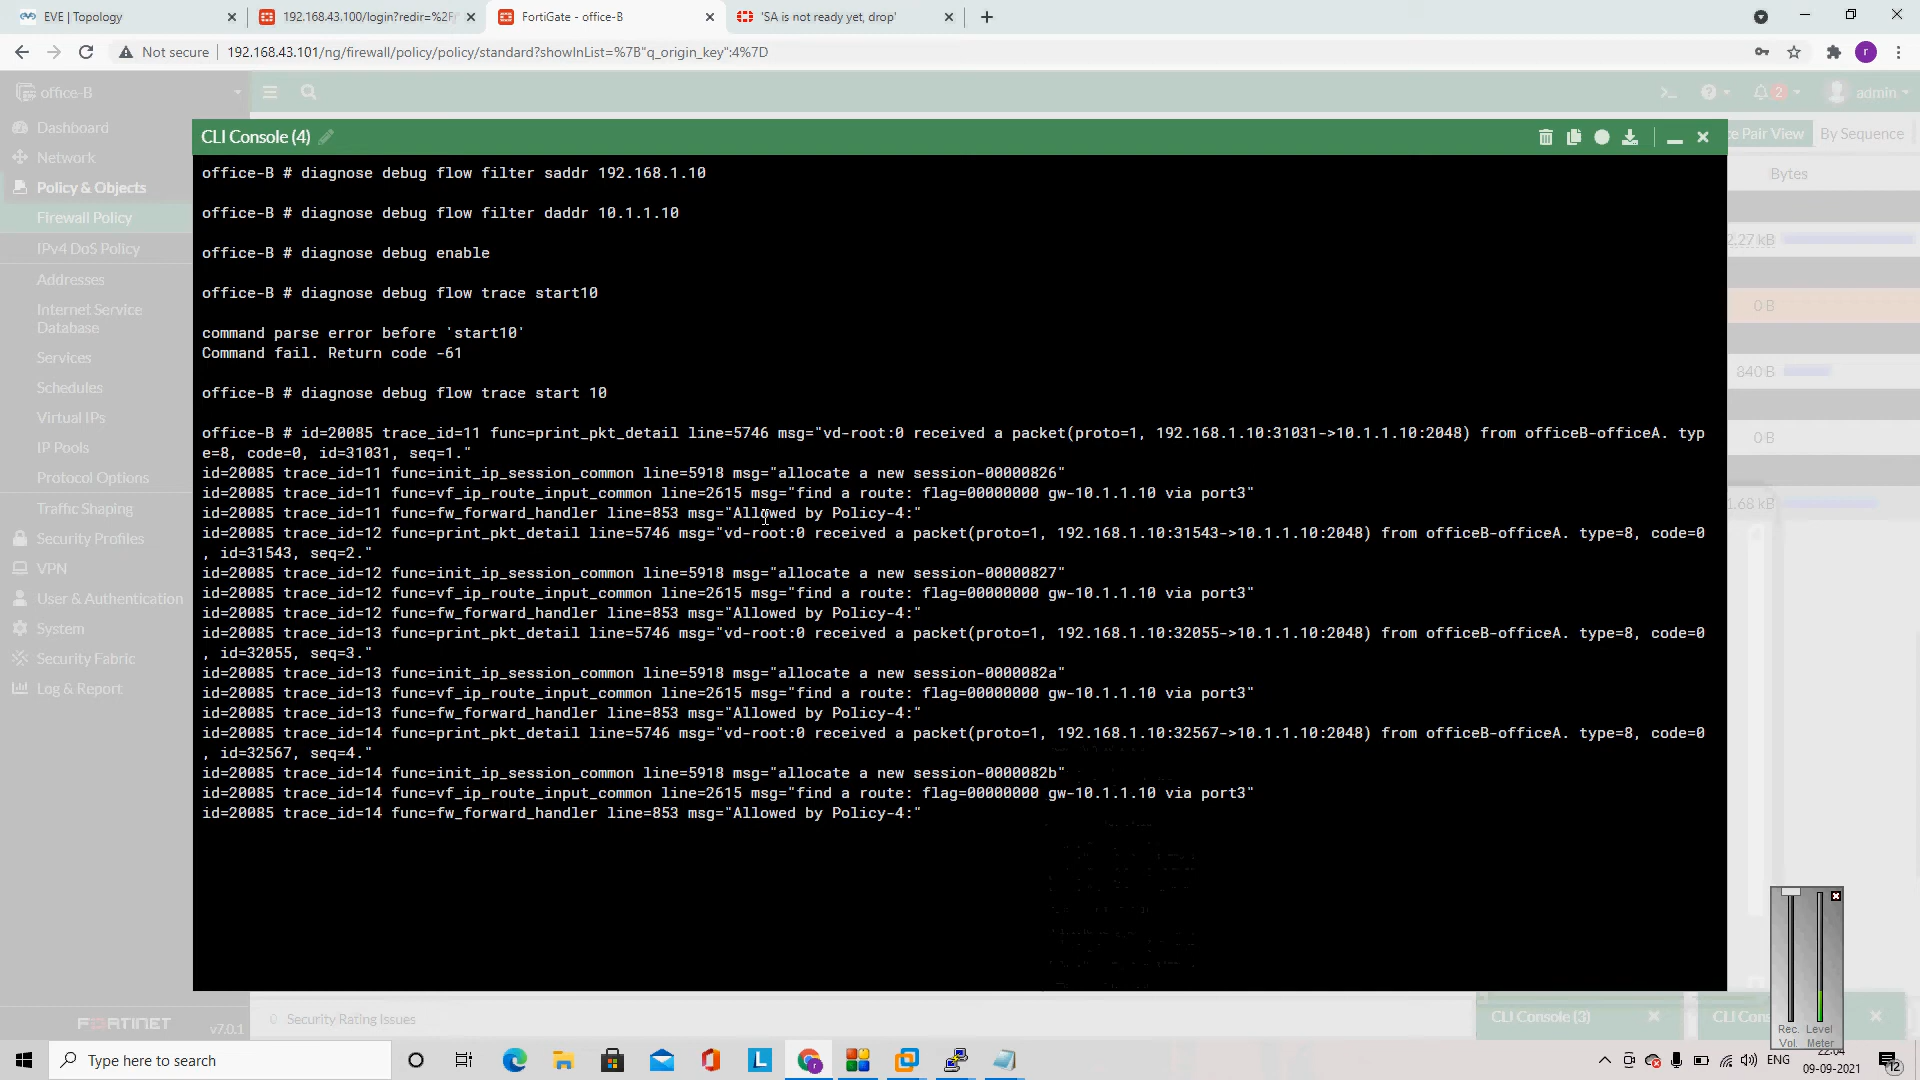 EVE | Topology
192.168.43.100/login?redir=%2F
FortiGate - office-B
'SA is not ready yet, drop'
Not secure
192.168.43.101/ng/firewall/policy/policy/standard?showInList=%7B"q_origin_key":4%7D
r
office-B
2
admin
Dashboard
Network
Policy & Objects
Firewall Policy
IPv4 DoS Policy
Addresses
Internet Service
Database
Services
Schedules
Virtual IPs
IP Pools
Protocol Options
Traffic Shaping
Security Profiles
VPN
User & Authentication
System
Security Fabric
Log & Report
FORTINET
v7.0.1
CLI Console (4)
office-B # diagnose debug flow filter saddr 192.168.1.10
office-B # diagnose debug flow filter daddr 10.1.1.10
office-B # diagnose debug enable
office-B # diagnose debug flow trace start10
command parse error before 'start10'
Command fail. Return code -61
office-B # diagnose debug flow trace start 10
office-B # id=20085 trace_id=11 func=print_pkt_detail line=5746 msg="vd-root:0 received a packet(proto=1, 192.168.1.10:31031->10.1.1.10:2048) from officeB-officeA. typ
e=8, code=0, id=31031, seq=1."
id=20085 trace_id=11 func=init_ip_session_common line=5918 msg="allocate a new session-00000826"
id=20085 trace_id=11 func=vf_ip_route_input_common line=2615 msg="find a route: flag=00000000 gw-10.1.1.10 via port3"
id=20085 trace_id=11 func=fw_forward_handler line=853 msg="Allowed by Policy-4:"
id=20085 trace_id=12 func=print_pkt_detail line=5746 msg="vd-root:0 received a packet(proto=1, 192.168.1.10:31543->10.1.1.10:2048) from officeB-officeA. type=8, code=0
, id=31543, seq=2."
id=20085 trace_id=12 func=init_ip_session_common line=5918 msg="allocate a new session-00000827"
id=20085 trace_id=12 func=vf_ip_route_input_common line=2615 msg="find a route: flag=00000000 gw-10.1.1.10 via port3"
id=20085 trace_id=12 func=fw_forward_handler line=853 msg="Allowed by Policy-4:"
id=20085 trace_id=13 func=print_pkt_detail line=5746 msg="vd-root:0 received a packet(proto=1, 192.168.1.10:32055->10.1.1.10:2048) from officeB-officeA. type=8, code=0
, id=32055, seq=3."
id=20085 trace_id=13 func=init_ip_session_common line=5918 msg="allocate a new session-0000082a"
id=20085 trace_id=13 func=vf_ip_route_input_common line=2615 msg="find a route: flag=00000000 gw-10.1.1.10 via port3"
id=20085 trace_id=13 func=fw_forward_handler line=853 msg="Allowed by Policy-4:"
id=20085 trace_id=14 func=print_pkt_detail line=5746 msg="vd-root:0 received a packet(proto=1, 192.168.1.10:32567->10.1.1.10:2048) from officeB-officeA. type=8, code=0
, id=32567, seq=4."
id=20085 trace_id=14 func=init_ip_session_common line=5918 msg="allocate a new session-0000082b"
id=20085 trace_id=14 func=vf_ip_route_input_common line=2615 msg="find a route: flag=00000000 gw-10.1.1.10 via port3"
id=20085 trace_id=14 func=fw_forward_handler line=853 msg="Allowed by Policy-4:"
Pair View
By Sequence
Bytes
2.27 kB
0 B
840 B
0 B
1.68 kB
0 Security Rating Issues
CLI Console (3)
CLI
Rec. Level
Vol. Meter
Type here to search
L
r
ENG
22:04
09-09-2021
12